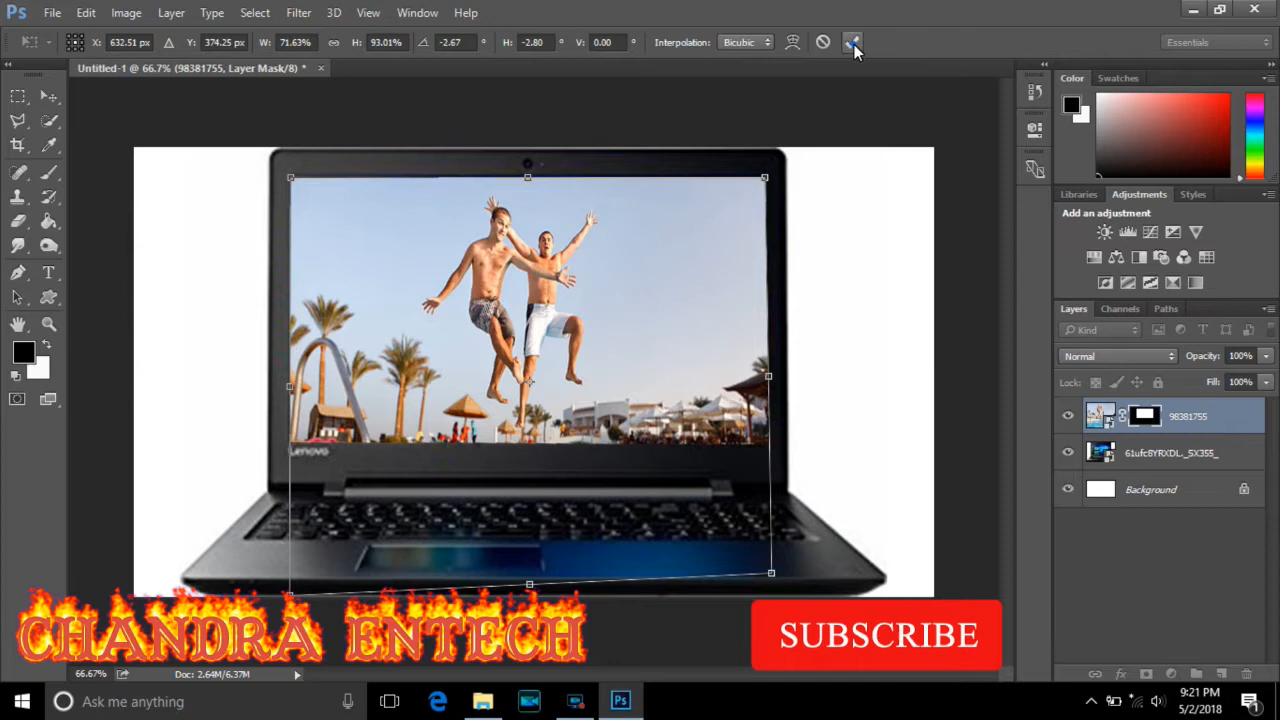 Ps File Edit Image Layer Type Select Filter 3D View Window Help
X: 632.51 px Y: 374.25 px W: 71.63% H: 93.01% -2.67 ° H: -2.80 ° V: 0.00 ° Interpolation: Bicubic Essentials
Untitled-1 @ 66.7% (98381755, Layer Mask/8) * ×
Color Swatches
Libraries Adjustments Styles
Add an adjustment
Layers Channels Paths
Kind
Normal Opacity: 100%
Lock: Fill: 100%
98381755
61ufc8YRXDL._SX355_
Background
Lenovo
CHANDRA ENTECH
SUBSCRIBE
66.67% Doc: 2.64M/6.37M
Ask me anything
Ps
9:21 PM
5/2/2018
1